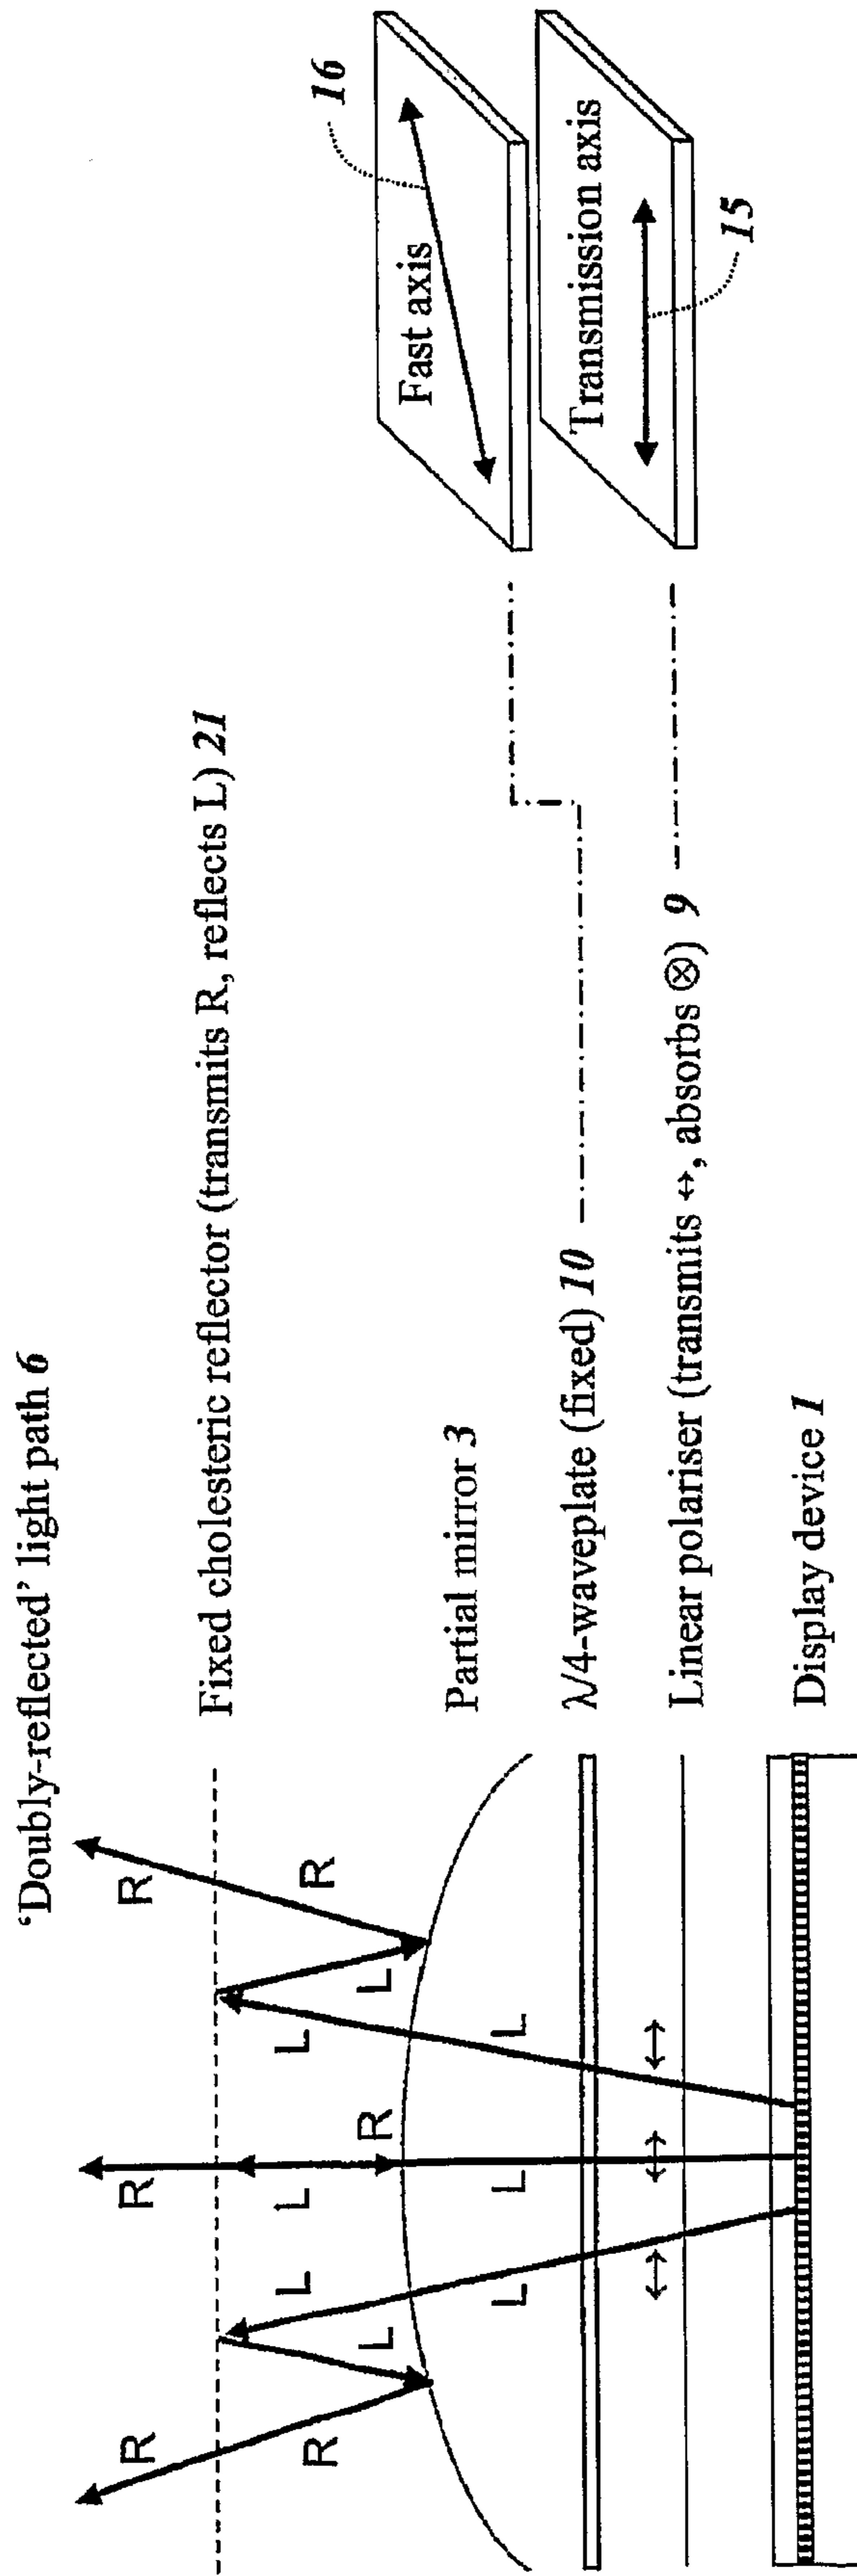 'Doubly-reflected' light path 6
Fixed cholesteric reflector (transmits R, reflects L) 21
Partial mirror 3
λ/4-waveplate (fixed) 10
Linear polariser (transmits ↔, absorbs ⊗) 9
Display device 1
R R R
R R
L L L L L
R
L L L
↔ ↔ ↔
Fast axis
16
Transmission axis
15